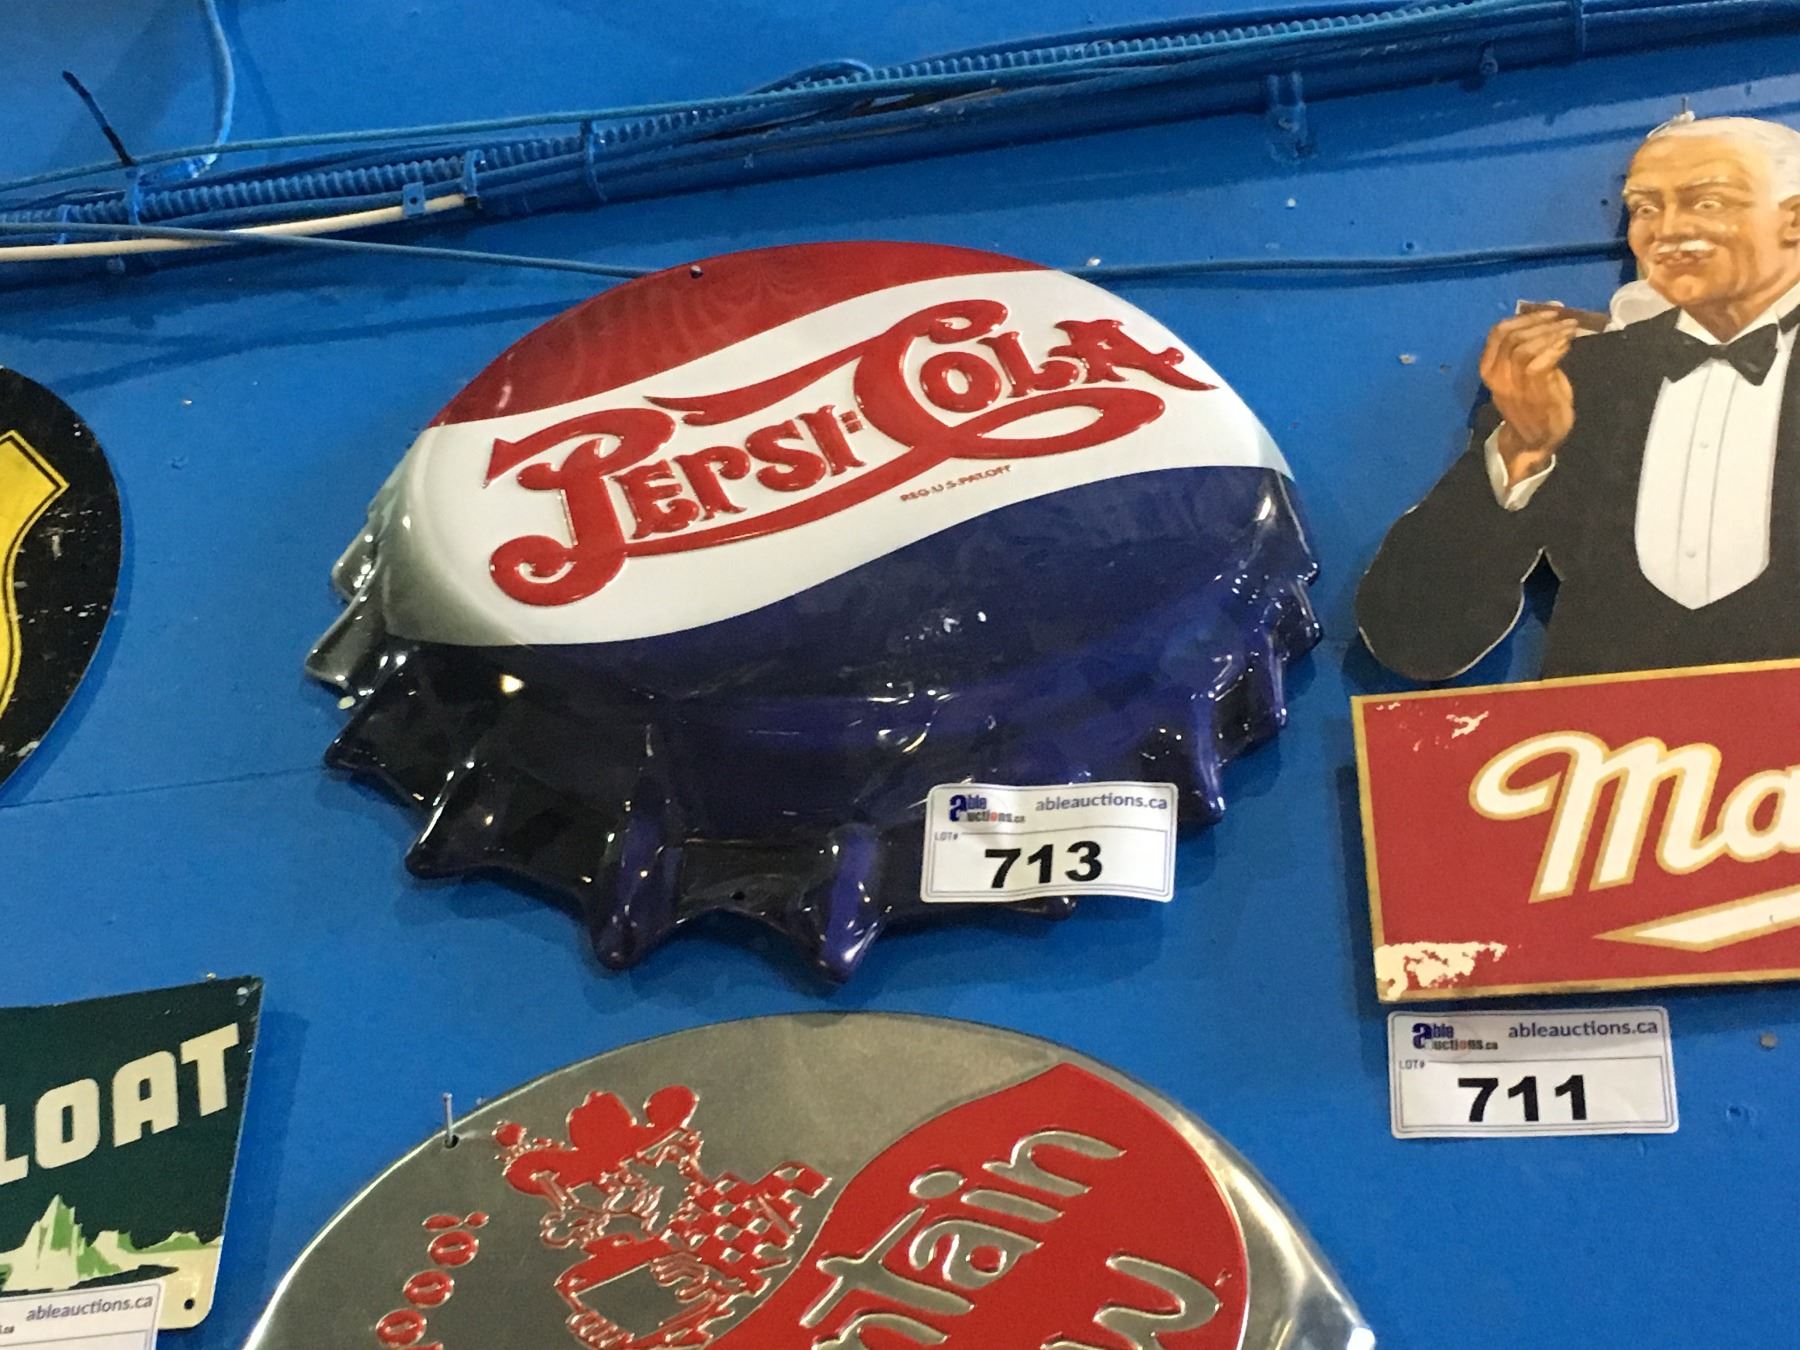 PEPSI:COLA
REG·U·S·PAT.OFF
able auctions.ca
ableauctions.ca
LOT#
713
Ma
able auctions.ca
ableauctions.ca
LOT#
711
LOAT
ntain
ableauctions.ca